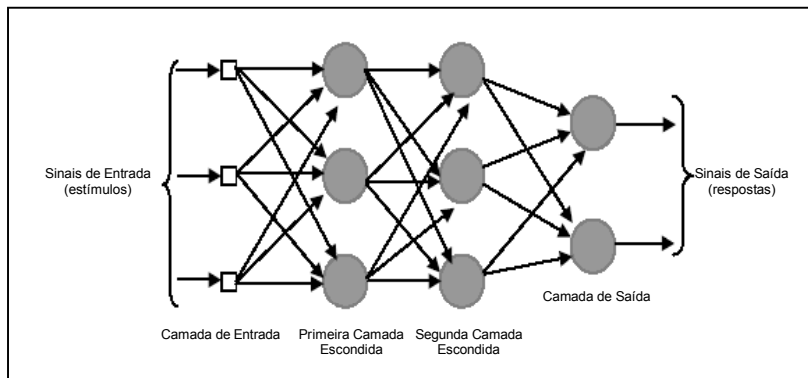 Sinais de Entrada
(estímulos)
Sinais de Saída
(respostas)
Camada de Saída
Camada de Entrada
Primeira Camada
Escondida
Segunda Camada
Escondida